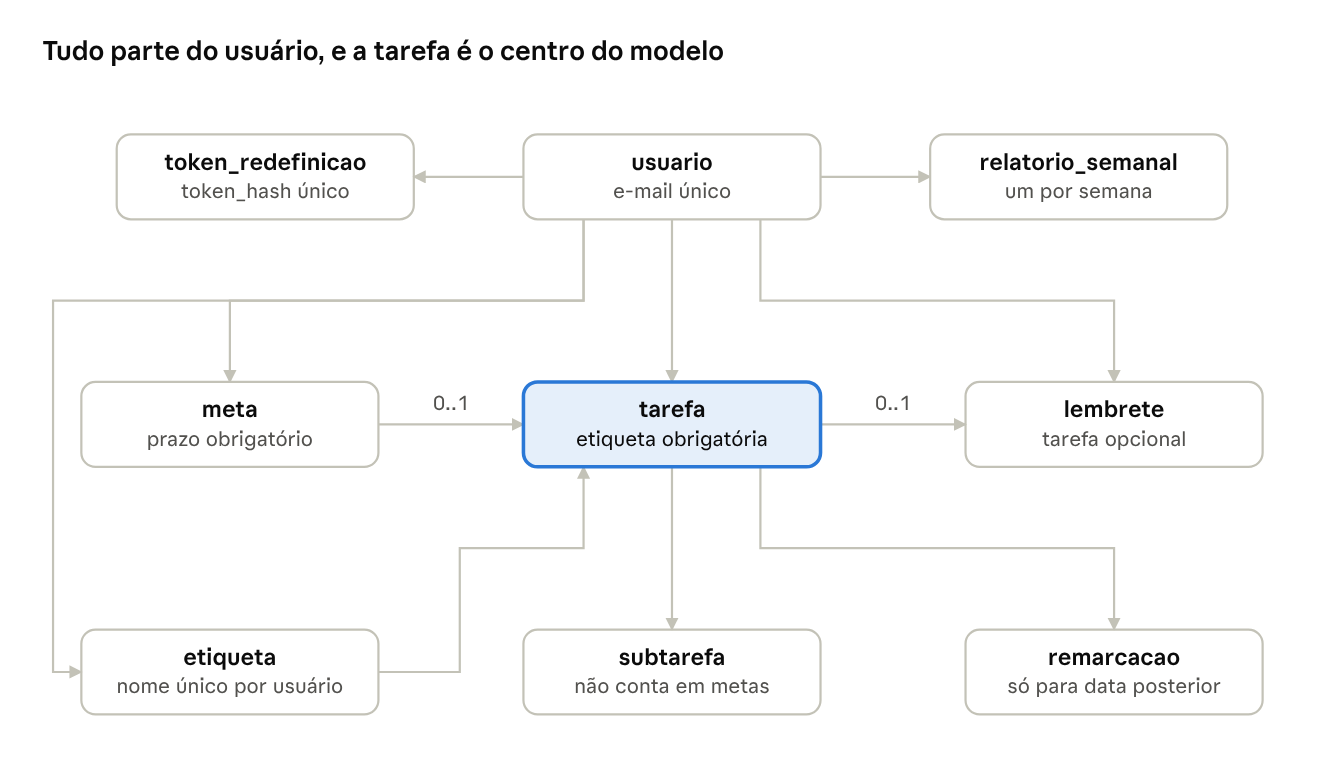 Tudo parte do usuário, e a tarefa é o centro do modelo
token_redefinicao
token_hash único
usuario
e-mail único
relatorio_semanal
um por semana
meta
prazo obrigatório
0..1
tarefa
etiqueta obrigatória
0..1
lembrete
tarefa opcional
etiqueta
nome único por usuário
subtarefa
não conta em metas
remarcacao
só para data posterior